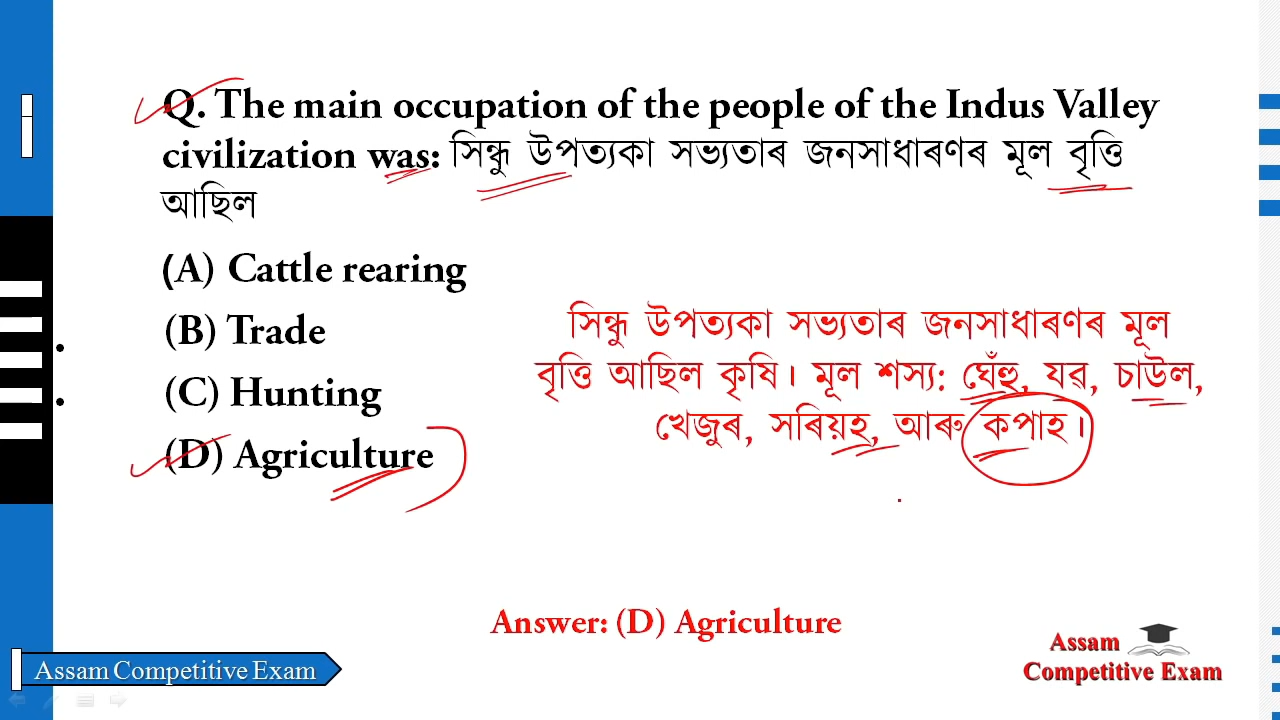 Q. The main occupation of the people of the Indus Valley
civilization was: সিন্ধু উপত্যকা সভ্যতাৰ জনসাধাৰণৰ মূল বৃত্তি
আছিল
(A) Cattle rearing
(B) Trade
(C) Hunting
(D) Agriculture
সিন্ধু উপত্যকা সভ্যতাৰ জনসাধাৰণৰ মূল
বৃত্তি আছিল কৃষি। মূল শস্য: ঘেঁহু, যৱ, চাউল,
খেজুৰ, সৰিয়হ, আৰু কপাহ।
Answer: (D) Agriculture
Assam Competitive Exam
Assam
Competitive Exam